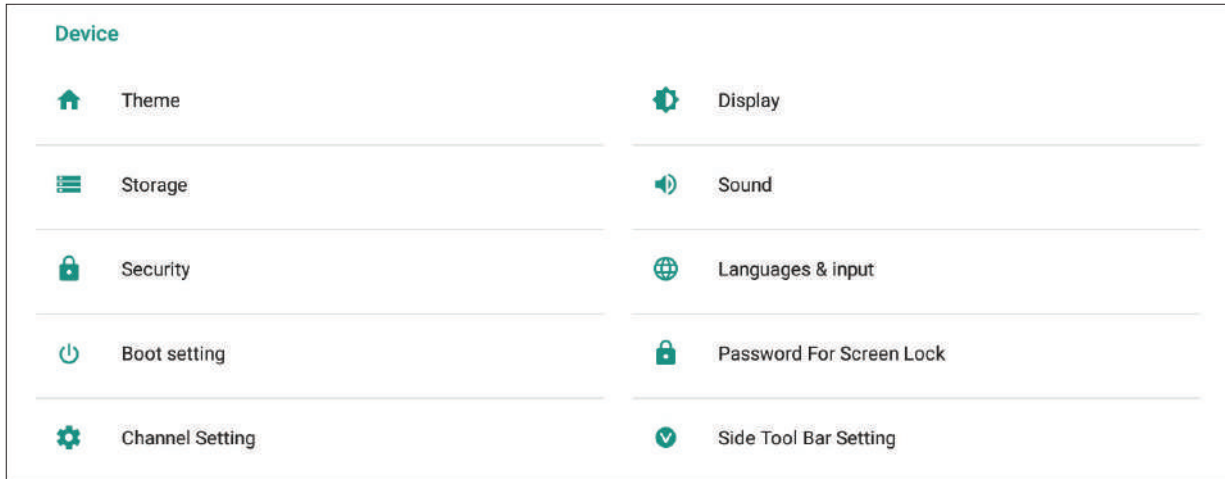 Device
Theme
Display
Storage
Sound
Security
Languages & input
Boot setting
Password For Screen Lock
Channel Setting
Side Tool Bar Setting